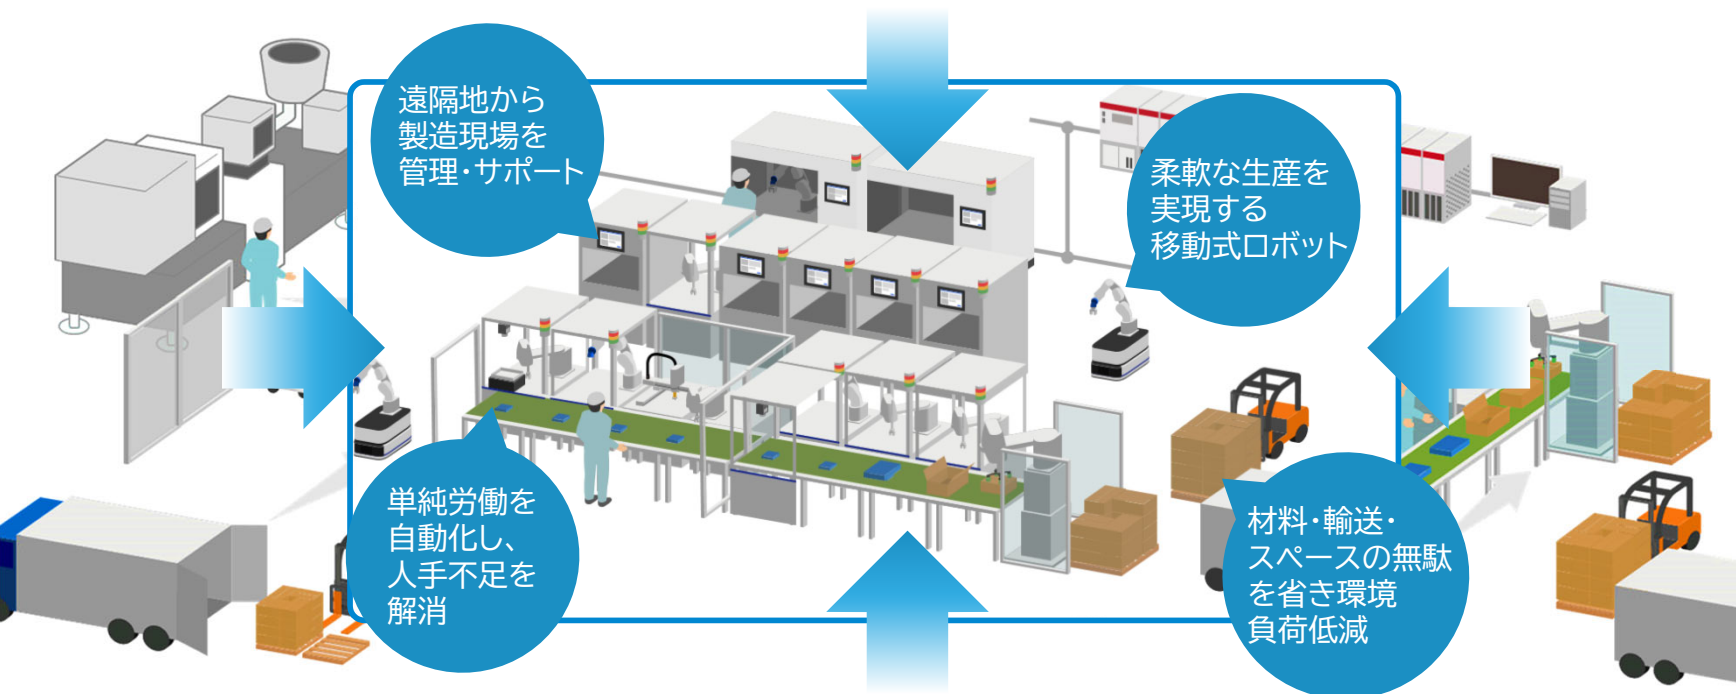 遠隔地から
製造現場を
管理・サポート
柔軟な生産を
実現する
移動式ロボット
単純労働を
自動化し、
人手不足を
解消
材料・輸送・
スペースの無駄
を省き環境
負荷低減